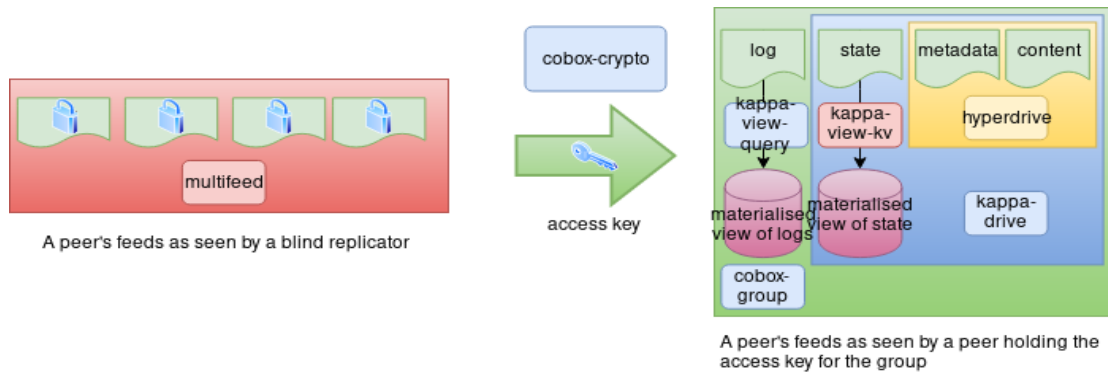 multifeed
A peer's feeds as seen by a blind replicator
cobox-crypto
access key
log
state
metadata
content
kappa-
view-
query
kappa-
view-kv
hyperdrive
materialised
view of logs
materialised
view of state
kappa-
drive
cobox-
group
A peer's feeds as seen by a peer holding the
access key for the group